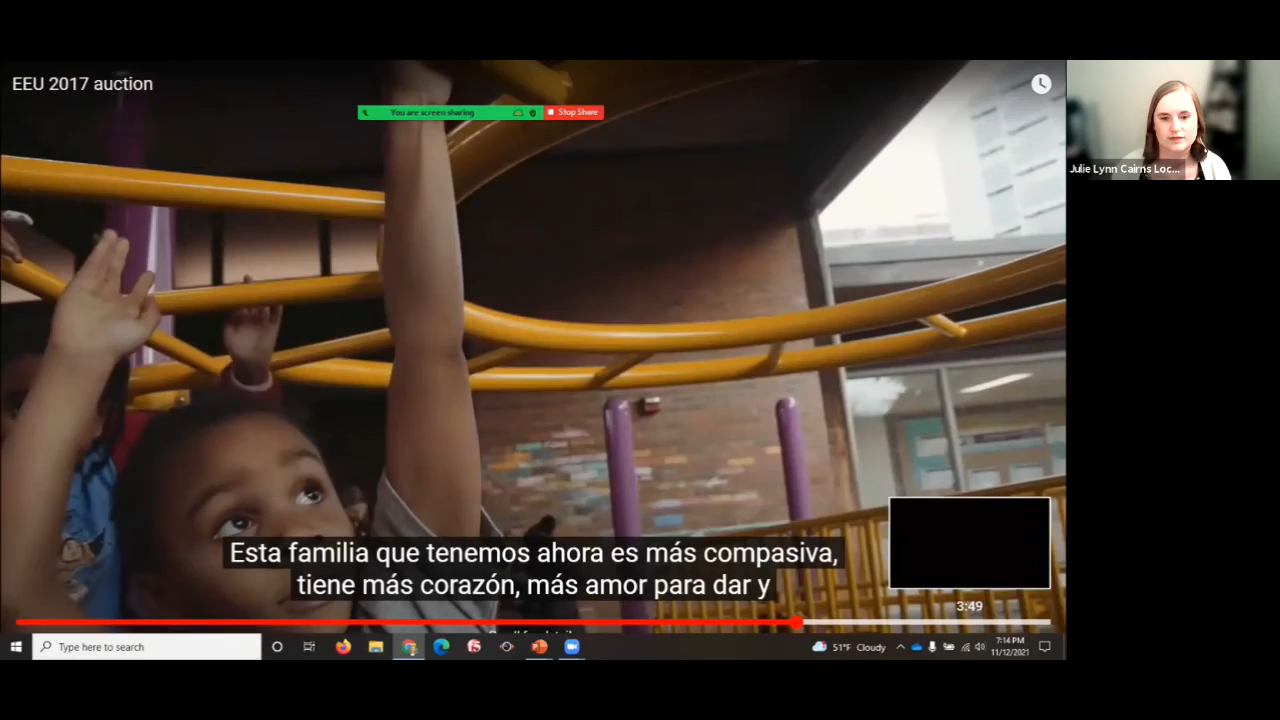 EEU 2017 auction
You are screen sharing
Stop Share
Julie Lynn Cairns Loc...
Esta familia que tenemos ahora es más compasiva,
tiene más corazón, más amor para dar y
3:49
Type here to search
51°F Cloudy
7:14 PM
11/12/2021